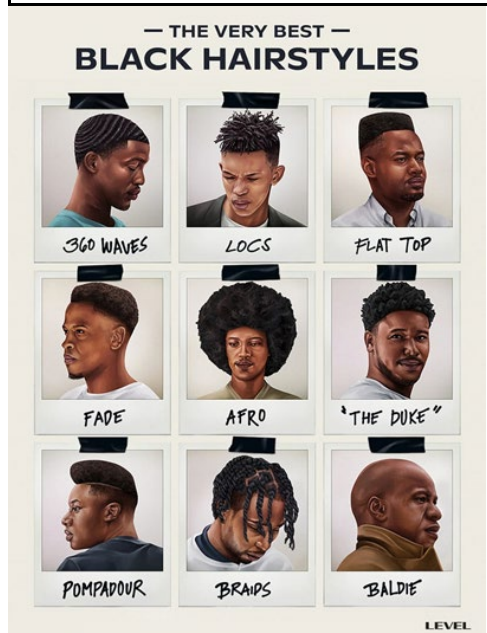 — THE VERY BEST —
BLACK HAIRSTYLES
360 WAVES
LOCS
FLAT TOP
FADE
AFRO
"THE DUKE"
POMPADOUR
BRAIDS
BALDIE
LEVEL